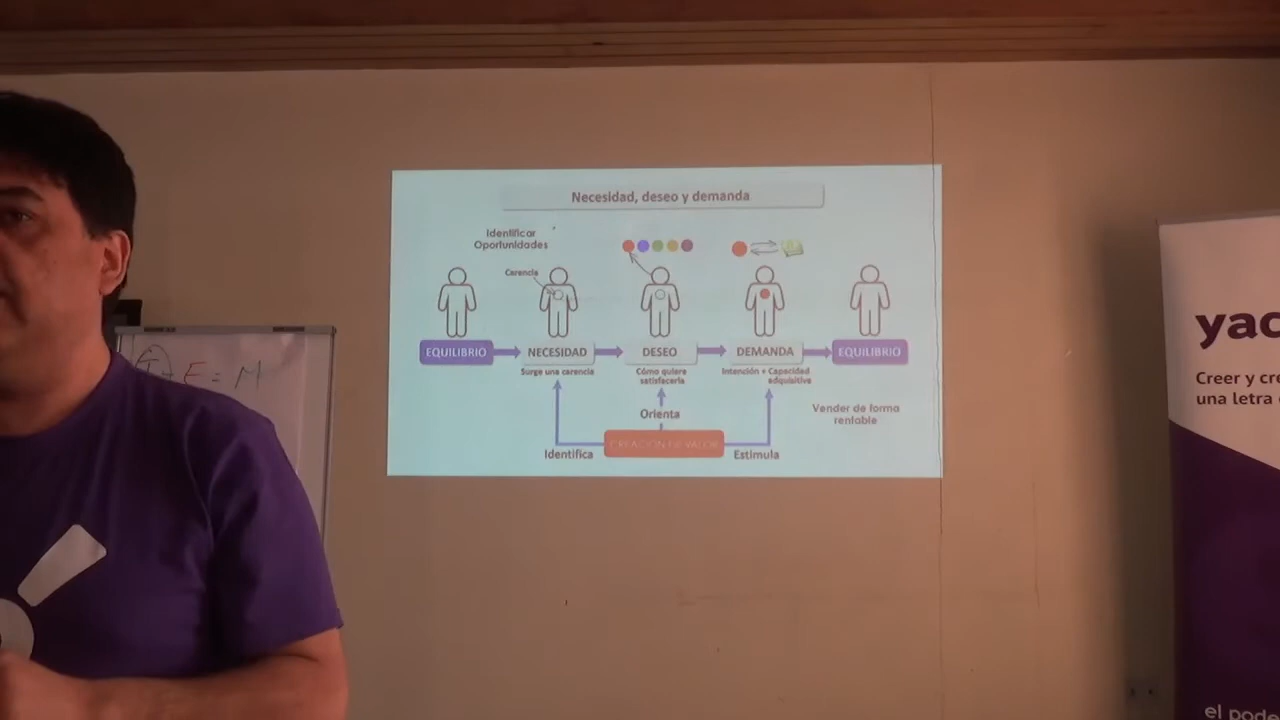 Necesidad, deseo y demanda
Identificar
Oportunidades
Carencia
EQUILIBRIO
NECESIDAD
DESEO
DEMANDA
EQUILIBRIO
Surge una carencia
Cómo quiere
satisfacerla
Intención + Capacidad
adquisitiva
Orienta
Vender de forma
rentable
CREACIÓN DE VALOR
Identifica
Estimula
E = M
yac
Creer y cre
una letra
el pode